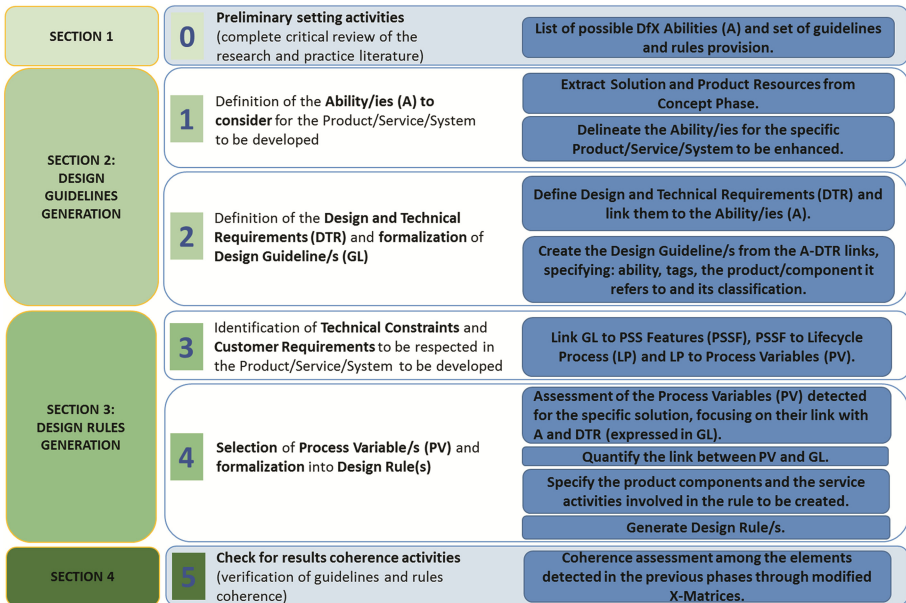 SECTION 1
0
Preliminary setting activities
(complete critical review of the
research and practice literature)
List of possible DfX Abilities (A) and set of guidelines
and rules provision.
SECTION 2:
DESIGN
GUIDELINES
GENERATION
1
Definition of the Ability/ies (A) to
consider for the Product/Service/System
to be developed
Extract Solution and Product Resources from
Concept Phase.
Delineate the Ability/ies for the specific
Product/Service/System to be enhanced.
2
Definition of the Design and Technical
Requirements (DTR) and formalization of
Design Guideline/s (GL)
Define Design and Technical Requirements (DTR) and
link them to the Ability/ies (A).
Create the Design Guideline/s from the A-DTR links,
specifying: ability, tags, the product/component it
refers to and its classification.
SECTION 3:
DESIGN RULES
GENERATION
3
Identification of Technical Constraints and
Customer Requirements to be respected in
the Product/Service/System to be developed
Link GL to PSS Features (PSSF), PSSF to Lifecycle
Process (LP) and LP to Process Variables (PV).
4
Selection of Process Variable/s (PV) and
formalization into Design Rule(s)
Assessment of the Process Variables (PV) detected
for the specific solution, focusing on their link with
A and DTR (expressed in GL).
Quantify the link between PV and GL.
Specify the product components and the service
activities involved in the rule to be created.
Generate Design Rule/s.
SECTION 4
5
Check for results coherence activities
(verification of guidelines and rules
coherence)
Coherence assessment among the elements
detected in the previous phases through modified
X-Matrices.